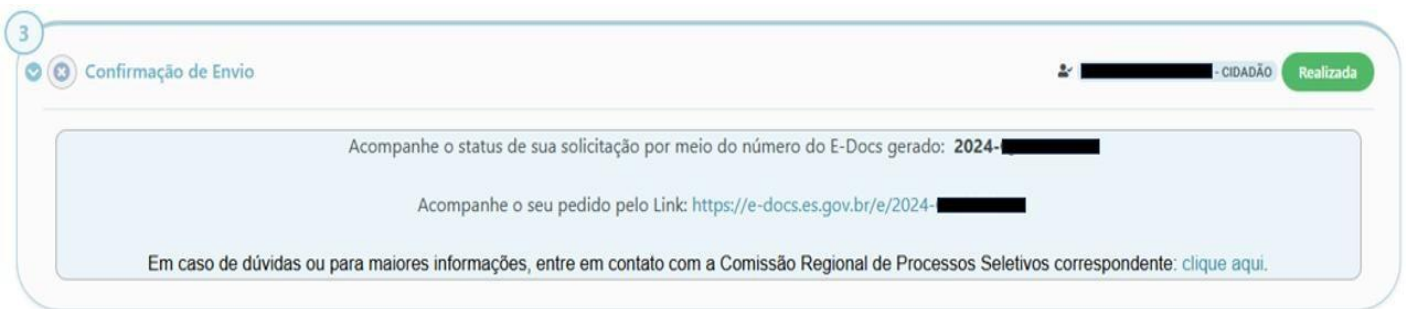 3
Confirmação de Envio
- CIDADÃO
Realizada
Acompanhe o status de sua solicitação por meio do número do E-Docs gerado: 2024-
Acompanhe o seu pedido pelo Link: https://e-docs.es.gov.br/e/2024-
Em caso de dúvidas ou para maiores informações, entre em contato com a Comissão Regional de Processos Seletivos correspondente: clique aqui.